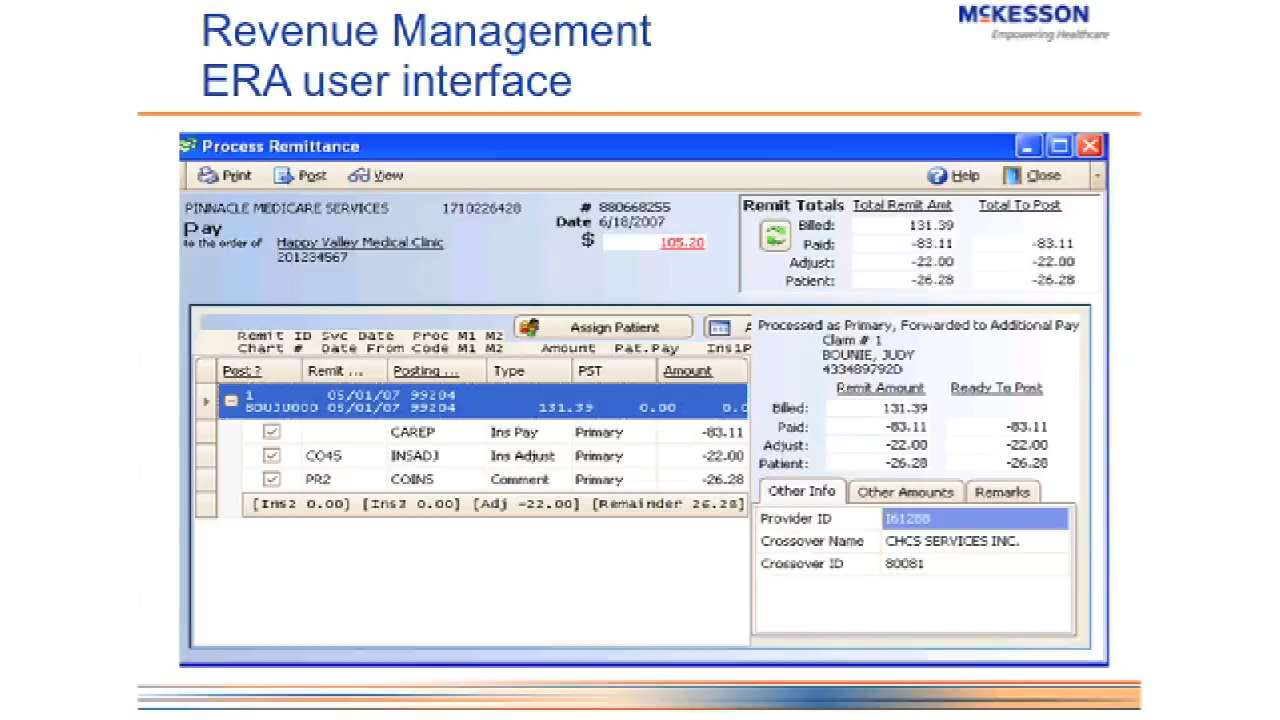 Revenue Management
ERA user interface
MCKESSON
Empowering Healthcare
Process Remittance
Print Post View Help Close
PINNACLE MEDICARE SERVICES 1710226428 # 880668255
Pay Date 6/18/2007
to the order of Happy Valley Medical Clinic $ 105.20
201234567
Remit Totals Total Remit Amt Total To Post
Billed: 131.39
Paid: -83.11 -83.11
Adjust: -22.00 -22.00
Patient: -26.28 -26.28
Assign Patient
Remit ID Svc Date Proc M1 M2
Chart # Date From Code M1 M2 Amount Pat.Pay Ins1P
Post ? Remit ... Posting ... Type PST Amount
1 05/01/07 99204
BOUJU000 05/01/07 99204 131.39 0.00 0.0
CAREP Ins Pay Primary -83.11
CO45 INSADJ Ins Adjust Primary -22.00
PR2 COINS Comment Primary -26.28
[Ins2 0.00] [Ins3 0.00] [Adj -22.00] [Remainder 26.28]
Processed as Primary, Forwarded to Additional Pay
Claim # 1
BOUNIE, JUDY
433489792D
Remit Amount Ready To Post
Billed: 131.39
Paid: -83.11 -83.11
Adjust: -22.00 -22.00
Patient: -26.28 -26.28
Other Info Other Amounts Remarks
Provider ID I61288
Crossover Name CHCS SERVICES INC.
Crossover ID 80081